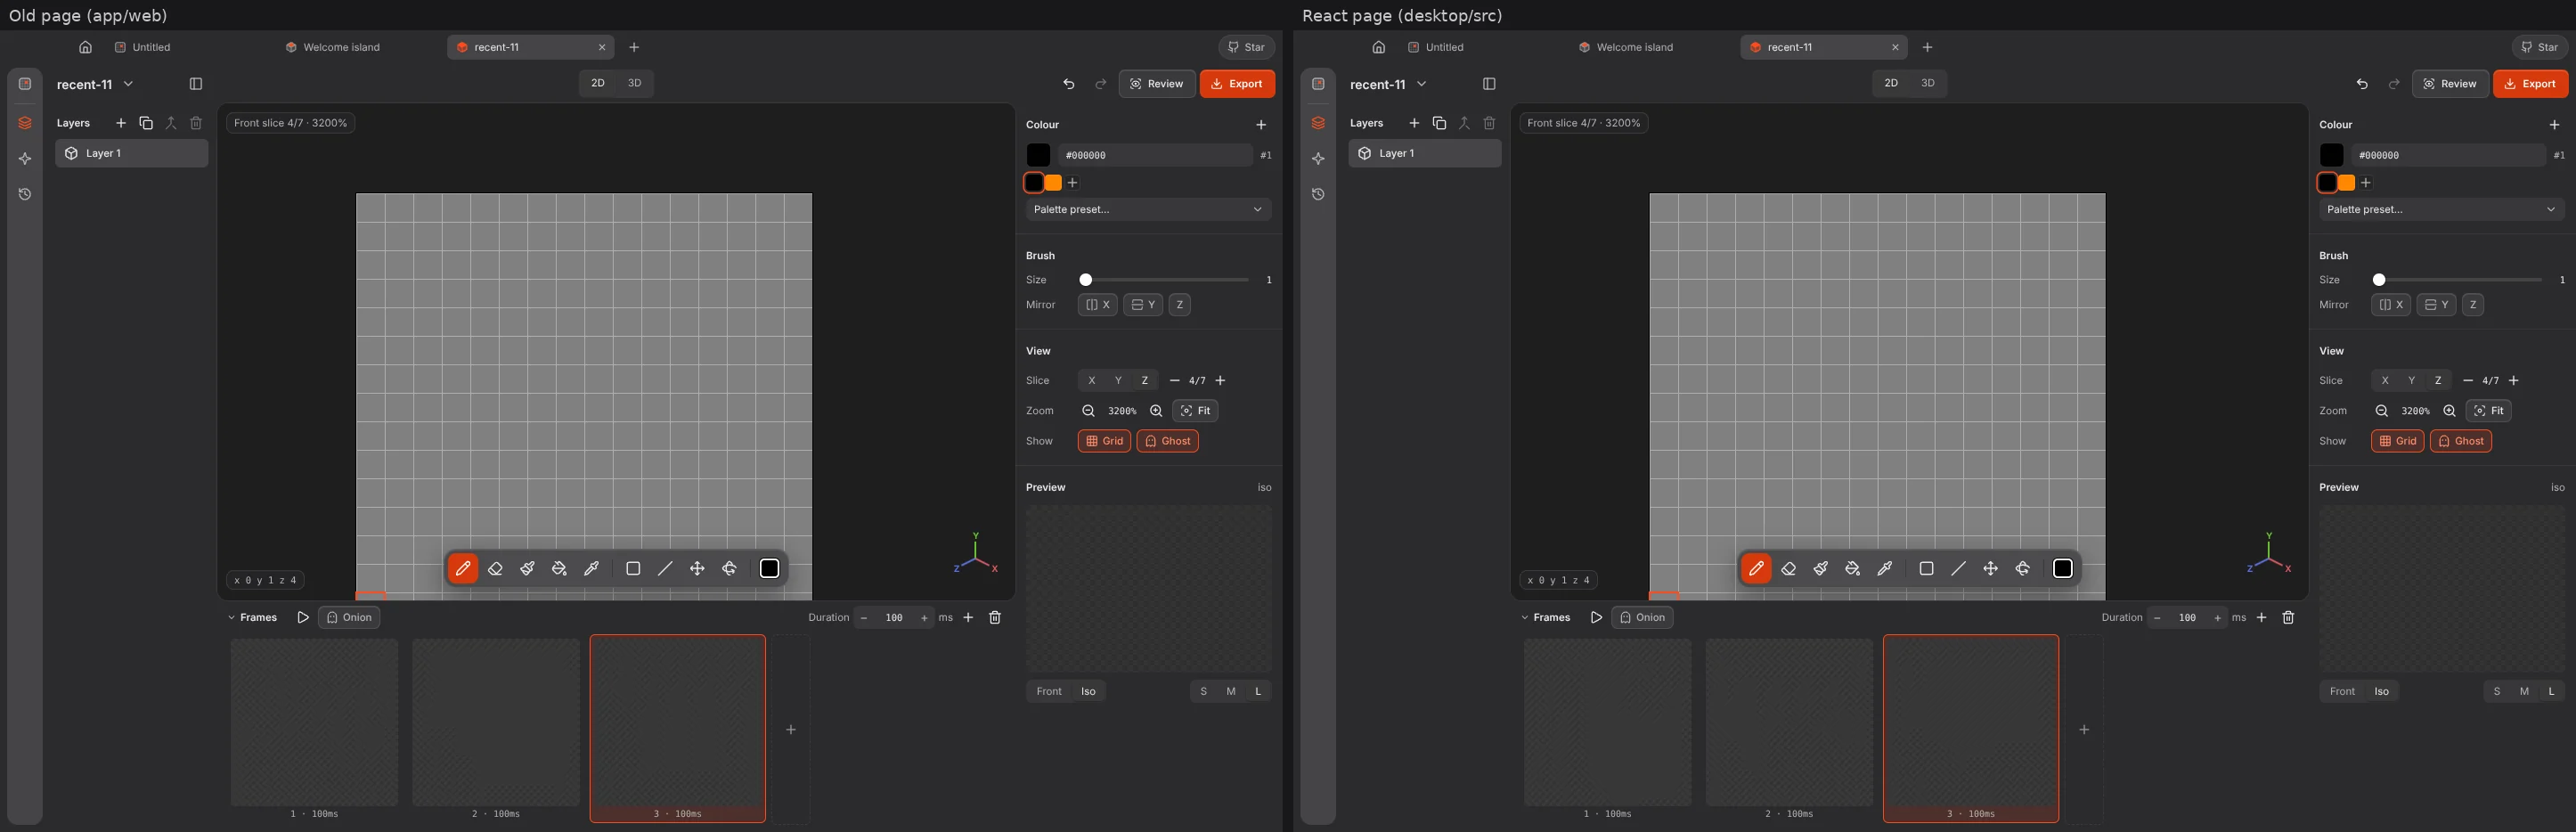 Old page (app/web)
Untitled
Welcome island
recent-11
Star
recent-11
2D 3D
Review
Export
Layers
Layer 1
Front slice 4/7 · 3200%
Colour
#000000 #1
Palette preset...
Brush
Size 1
Mirror X Y Z
View
Slice X Y Z 4/7
Zoom 3200% Fit
Show Grid Ghost
Preview iso
Y
Z X
x 0 y 1 z 4
Frames Onion Duration 100 ms
1 · 100ms
2 · 100ms
3 · 100ms
Front Iso S M L
React page (desktop/src)
Untitled
Welcome island
recent-11
Star
recent-11
2D 3D
Review
Export
Layers
Layer 1
Front slice 4/7 · 3200%
Colour
#000000 #1
Palette preset...
Brush
Size 1
Mirror X Y Z
View
Slice X Y Z 4/7
Zoom 3200% Fit
Show Grid Ghost
Preview iso
Y
Z X
x 0 y 1 z 4
Frames Onion Duration 100 ms
1 · 100ms
2 · 100ms
3 · 100ms
Front Iso S M L